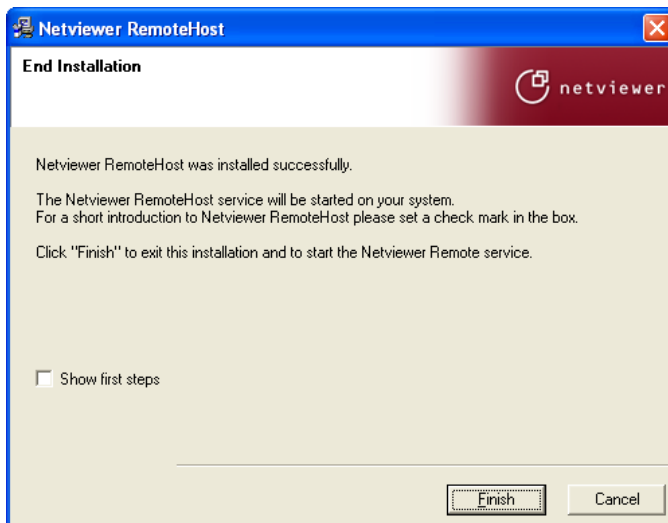 Netviewer RemoteHost
End Installation
netviewer
Netviewer RemoteHost was installed successfully.
The Netviewer RemoteHost service will be started on your system.
For a short introduction to Netviewer RemoteHost please set a check mark in the box.
Click "Finish" to exit this installation and to start the Netviewer Remote service.
Show first steps
Finish
Cancel